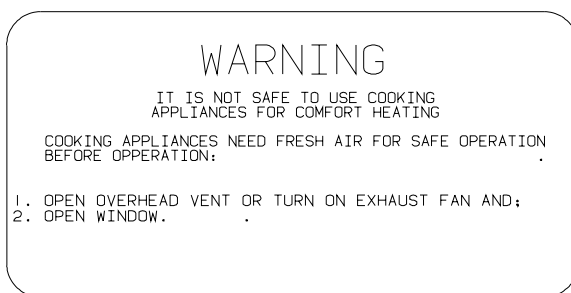 WARNING
IT IS NOT SAFE TO USE COOKING
APPLIANCES FOR COMFORT HEATING
COOKING APPLIANCES NEED FRESH AIR FOR SAFE OPERATION
BEFORE OPPERATION: .
1. OPEN OVERHEAD VENT OR TURN ON EXHAUST FAN AND;
2. OPEN WINDOW. .